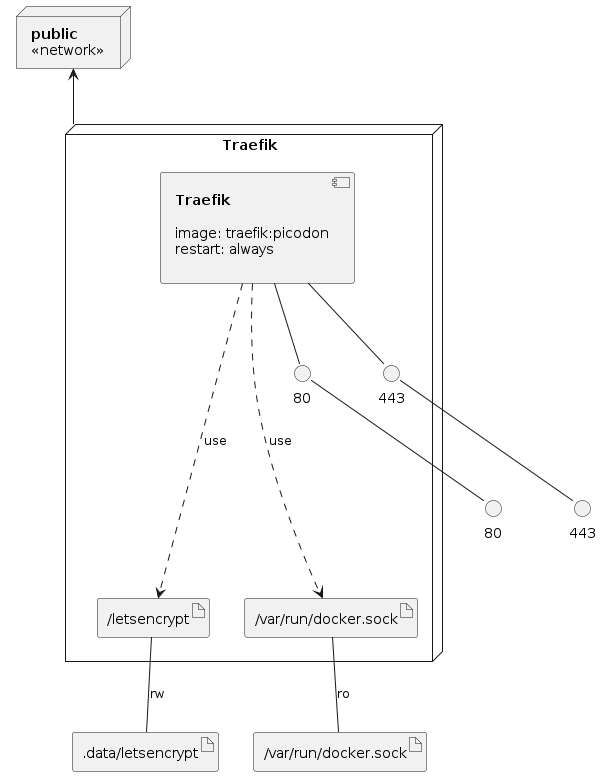 public
«network»
Traefik
Traefik
image: traefik:picodon
restart: always
80
443
use
use
80
443
/letsencrypt
/var/run/docker.sock
rw
ro
.data/letsencrypt
/var/run/docker.sock